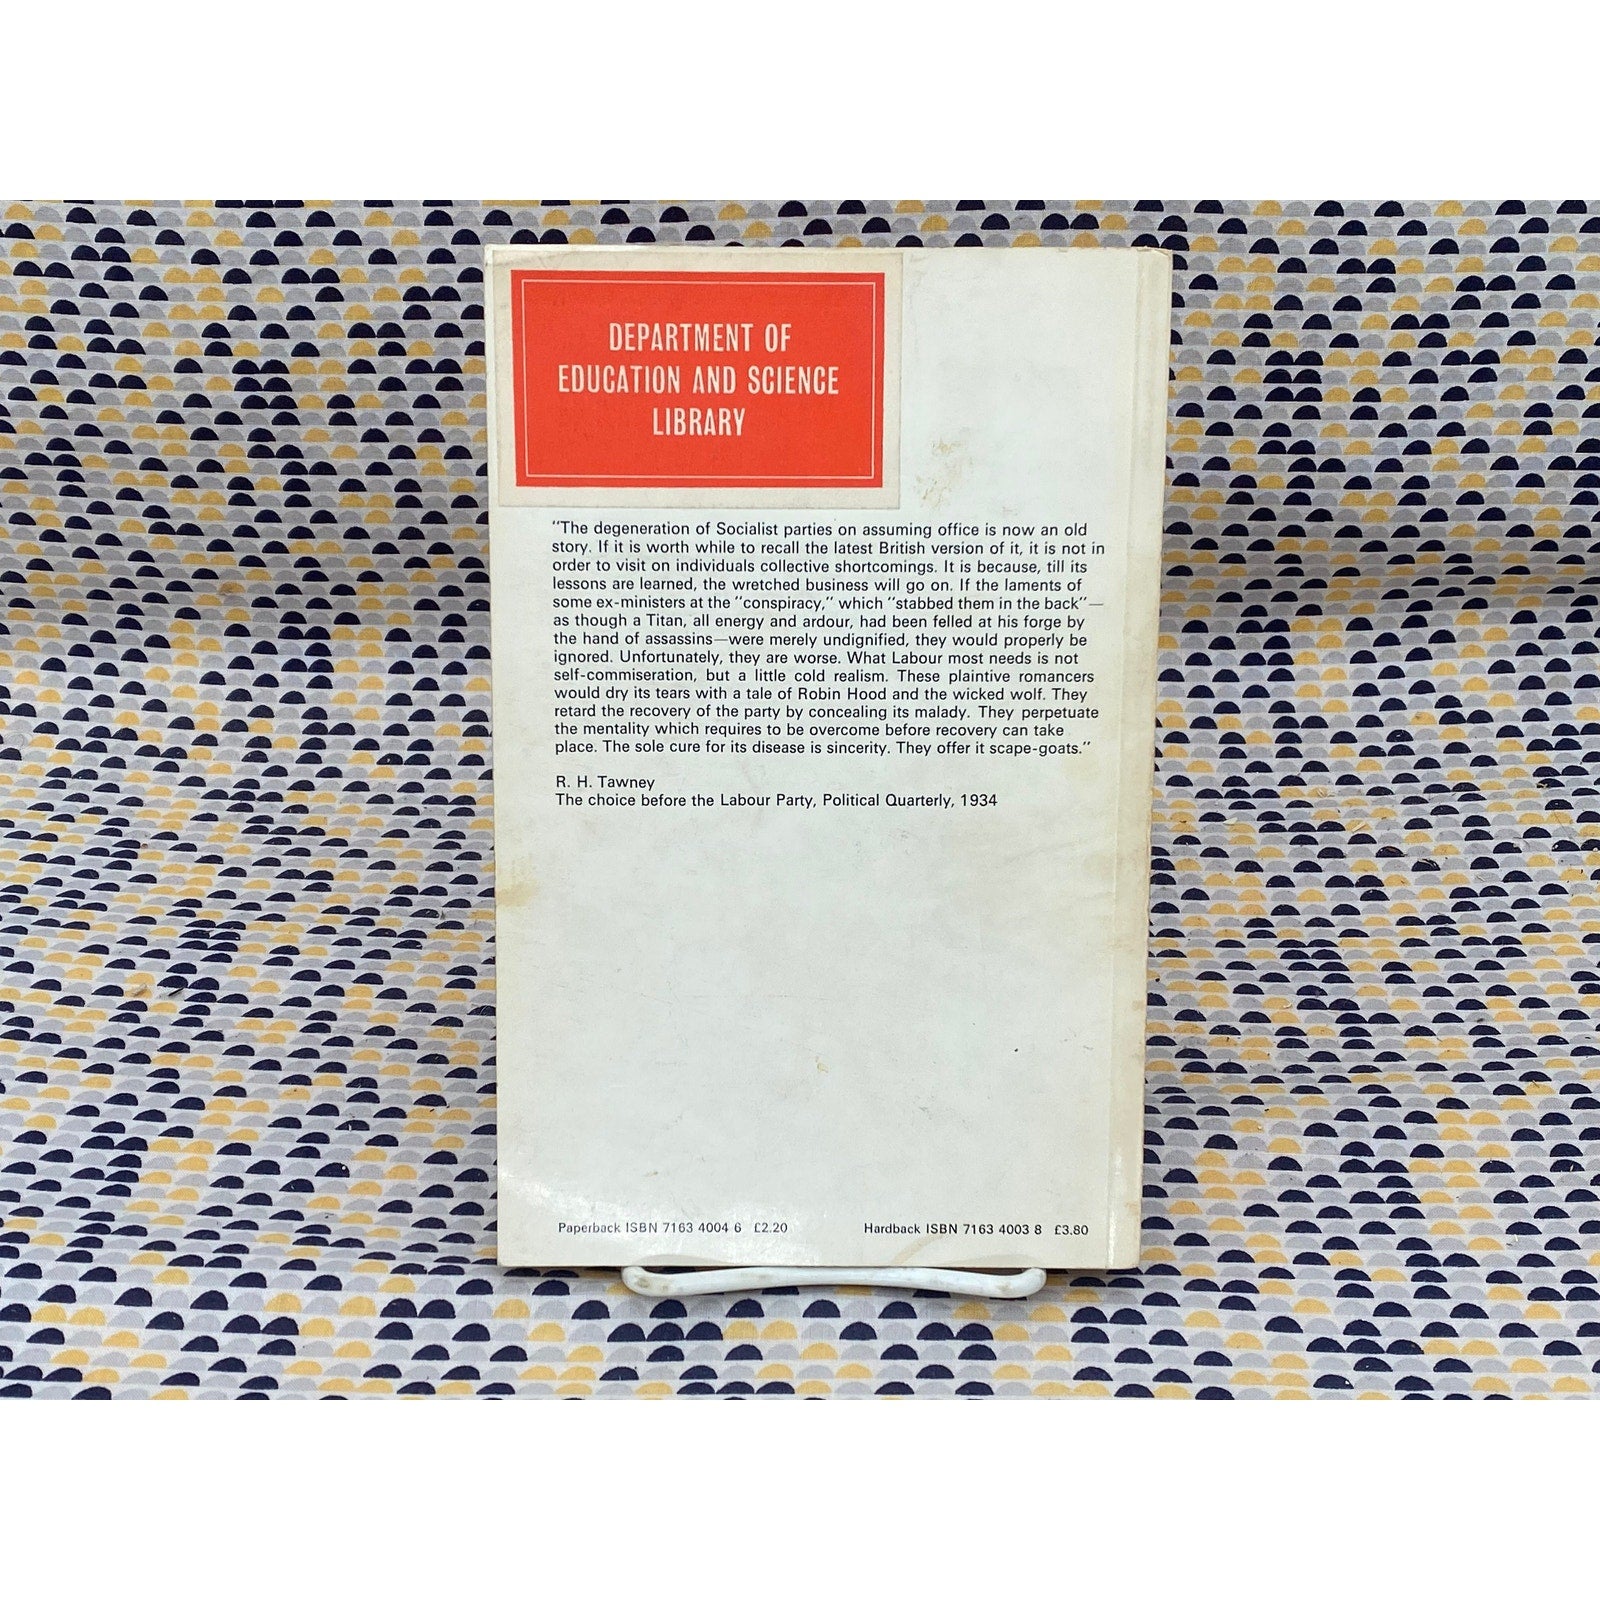 DEPARTMENT OF
EDUCATION AND SCIENCE
LIBRARY
"The degeneration of Socialist parties on assuming office is now an old
story. If it is worth while to recall the latest British version of it, it is not in
order to visit on individuals collective shortcomings. It is because, till its
lessons are learned, the wretched business will go on. If the laments of
some ex-ministers at the "conspiracy," which "stabbed them in the back"—
as though a Titan, all energy and ardour, had been felled at his forge by
the hand of assassins—were merely undignified, they would properly be
ignored. Unfortunately, they are worse. What Labour most needs is not
self-commiseration, but a little cold realism. These plaintive romancers
would dry its tears with a tale of Robin Hood and the wicked wolf. They
retard the recovery of the party by concealing its malady. They perpetuate
the mentality which requires to be overcome before recovery can take
place. The sole cure for its disease is sincerity. They offer it scape-goats."
R. H. Tawney
The choice before the Labour Party, Political Quarterly, 1934
Paperback ISBN 7163 4004 6 £2.20 Hardback ISBN 7163 4003 8 £3.80